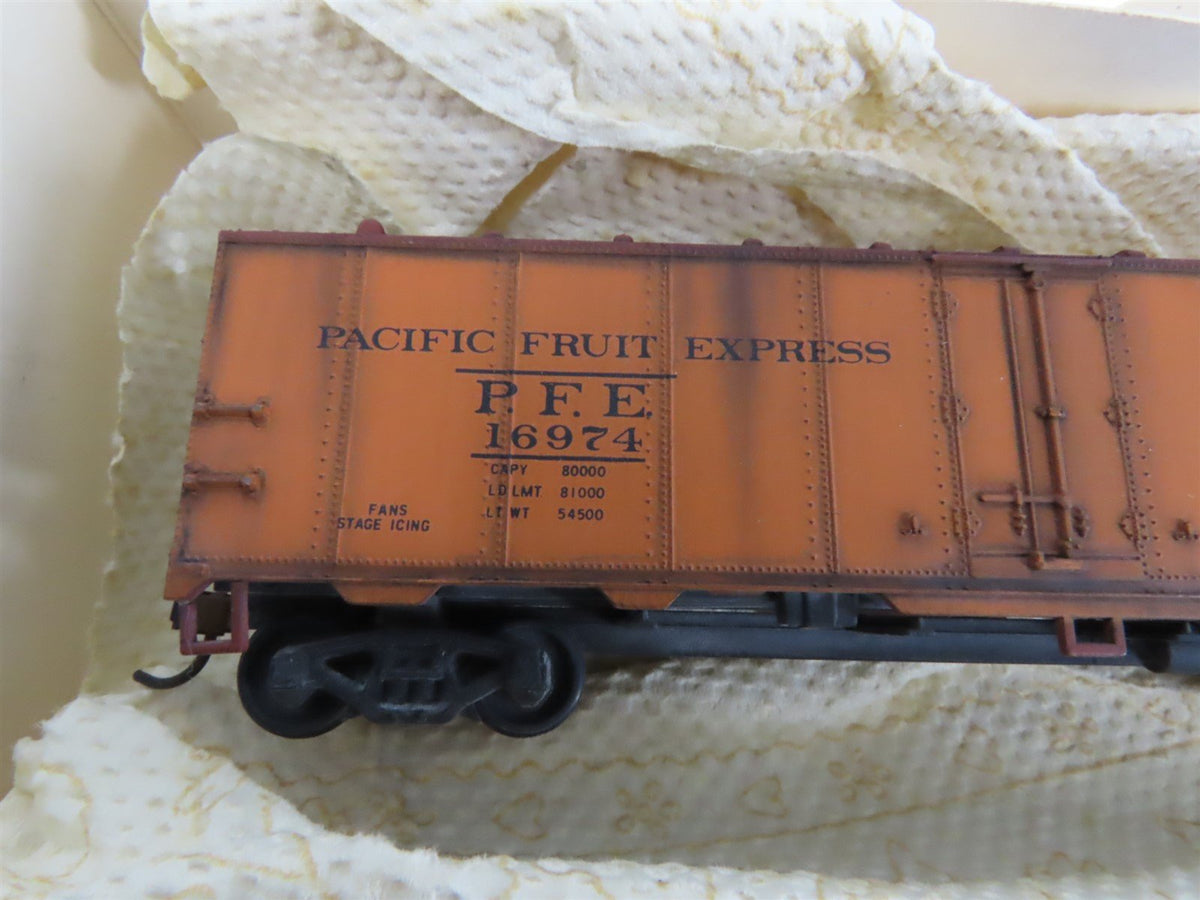 PACIFIC FRUIT EXPRESS
P. F. E.
16974
CAPY 80000
LD LMT. 81000
LT WT 54500
FANS
STAGE ICING